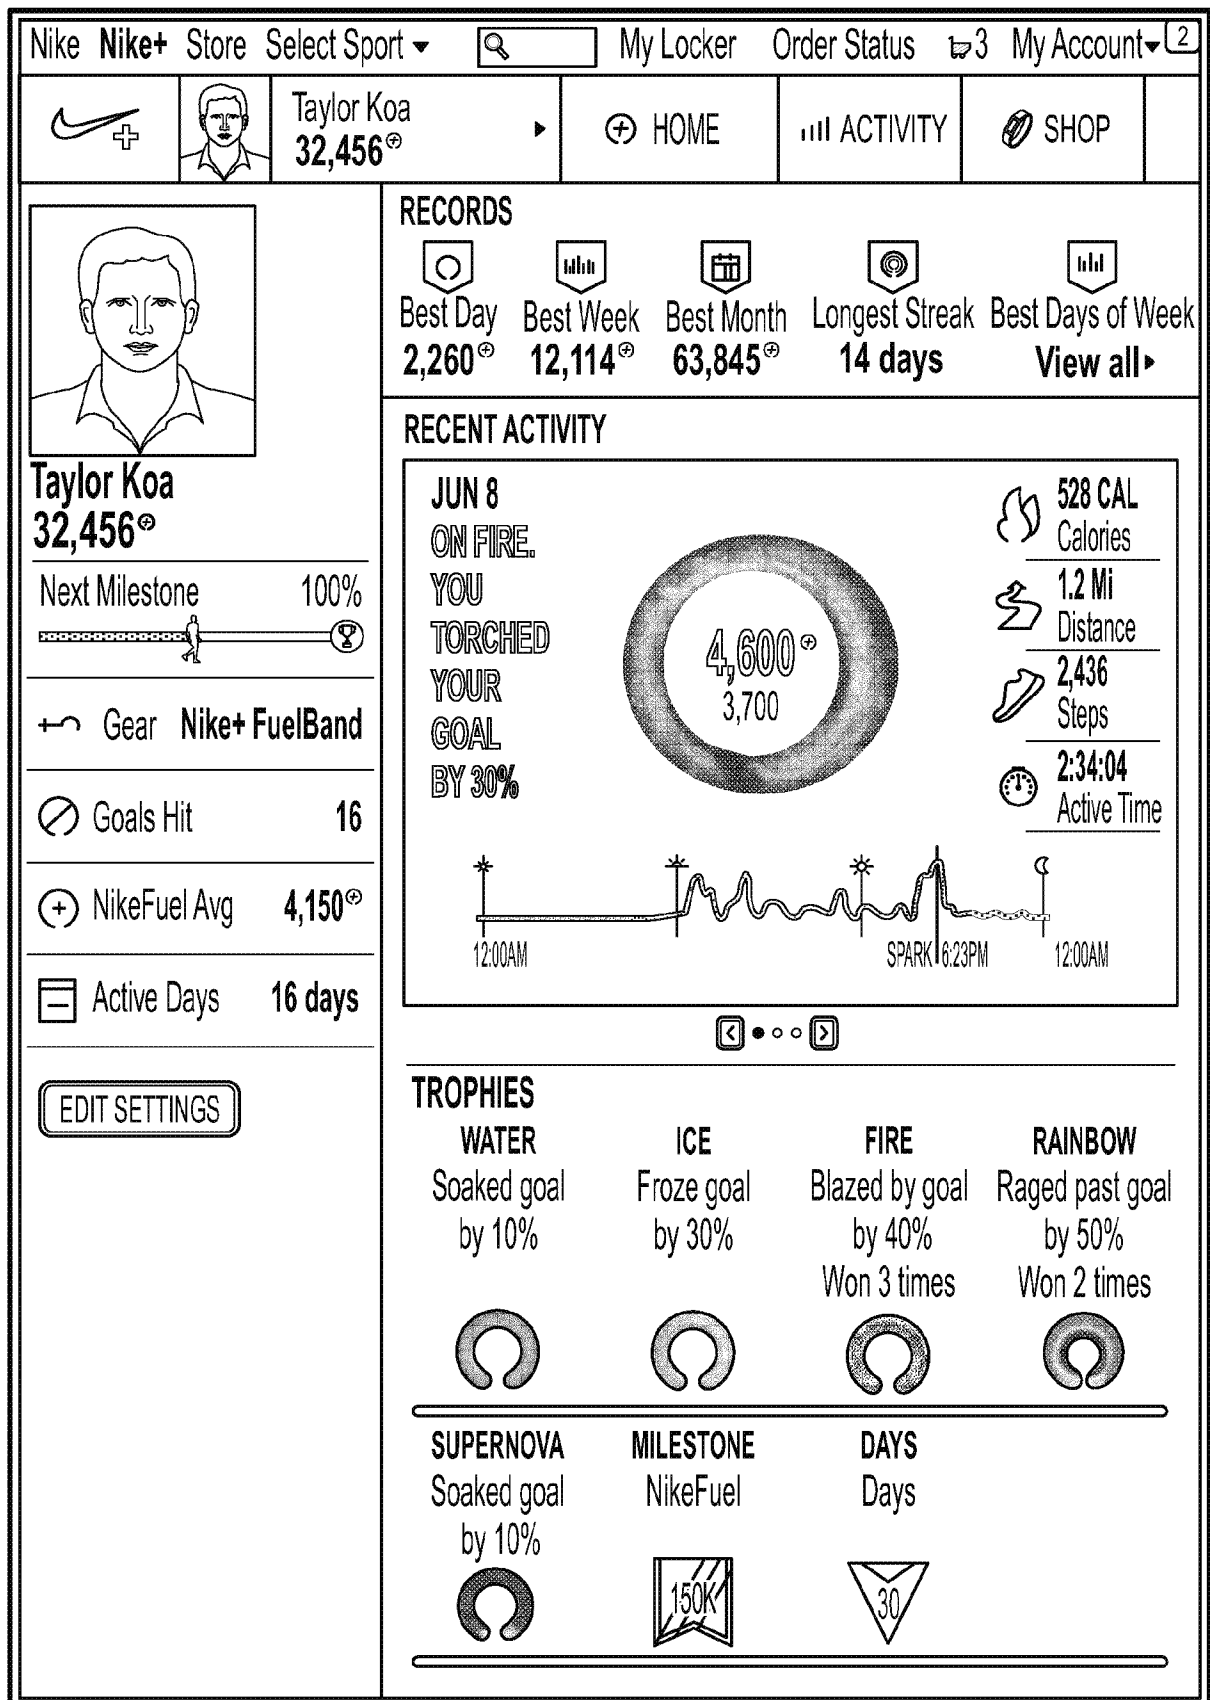 Nike Nike+ Store Select Sport My Locker Order Status 3 My Account 2
Taylor Koa
32,456
HOME
ACTIVITY
SHOP
Taylor Koa
32,456
Next Milestone 100%
Gear Nike+ FuelBand
Goals Hit 16
NikeFuel Avg 4,150
Active Days 16 days
EDIT SETTINGS
RECORDS
Best Day
2,260
Best Week
12,114
Best Month
63,845
Longest Streak
14 days
Best Days of Week
View all
RECENT ACTIVITY
JUN 8
ON FIRE.
YOU
TORCHED
YOUR
GOAL
BY 30%
4,600
3,700
528 CAL
Calories
1.2 Mi
Distance
2,436
Steps
2:34:04
Active Time
12:00AM
SPARK 6:23PM
12:00AM
TROPHIES
WATER
Soaked goal
by 10%
ICE
Froze goal
by 30%
FIRE
Blazed by goal
by 40%
Won 3 times
RAINBOW
Raged past goal
by 50%
Won 2 times
SUPERNOVA
Soaked goal
by 10%
MILESTONE
NikeFuel
150K
DAYS
Days
30